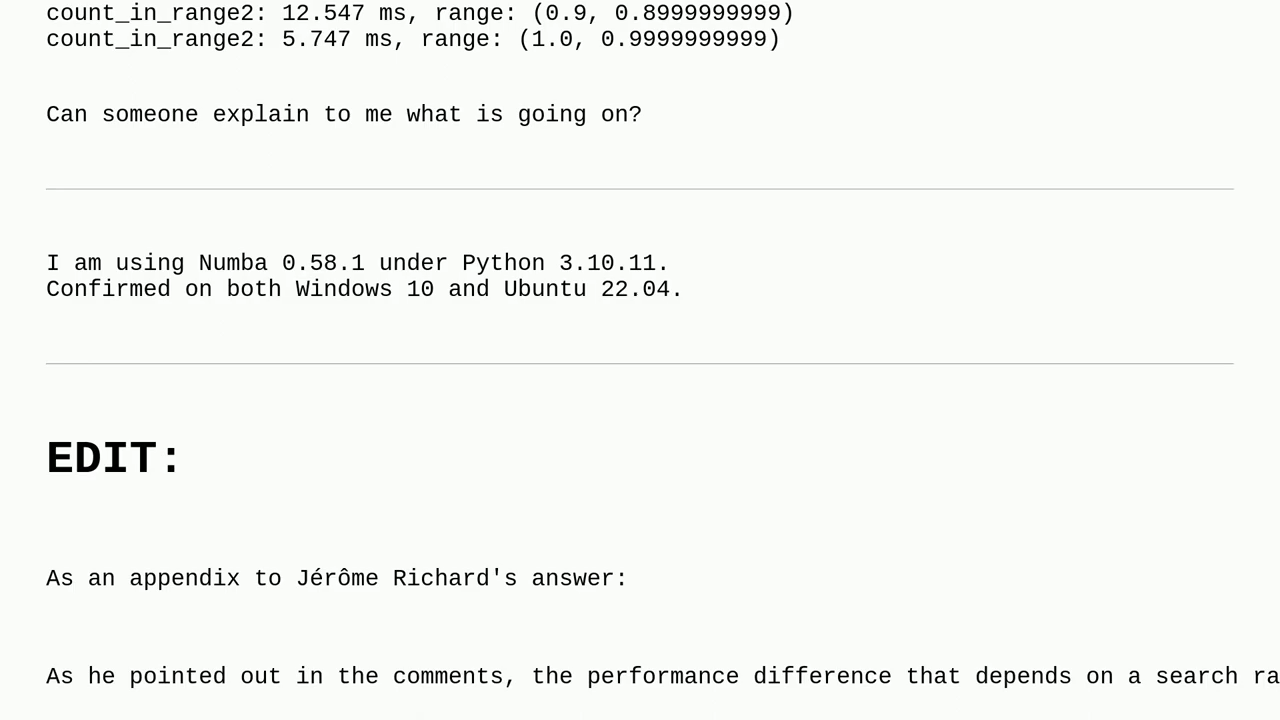 count_in_range2: 12.547 ms, range: (0.9, 0.8999999999)
count_in_range2: 5.747 ms, range: (1.0, 0.9999999999)
Can someone explain to me what is going on?
I am using Numba 0.58.1 under Python 3.10.11.
Confirmed on both Windows 10 and Ubuntu 22.04.
EDIT:
As an appendix to Jérôme Richard's answer:
As he pointed out in the comments, the performance difference that depends on a search ra